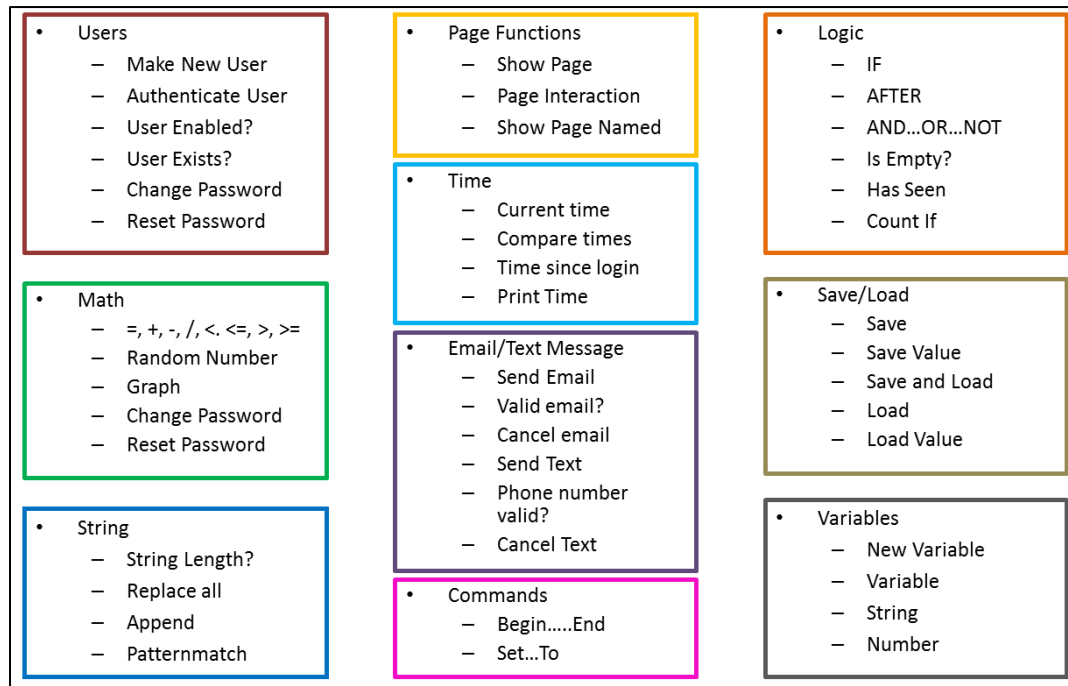 • Users
– Make New User
– Authenticate User
– User Enabled?
– User Exists?
– Change Password
– Reset Password
• Math
– =, +, -, /, <. <=, >, >=
– Random Number
– Graph
– Change Password
– Reset Password
• String
– String Length?
– Replace all
– Append
– Patternmatch
• Page Functions
– Show Page
– Page Interaction
– Show Page Named
• Time
– Current time
– Compare times
– Time since login
– Print Time
• Email/Text Message
– Send Email
– Valid email?
– Cancel email
– Send Text
– Phone number
valid?
– Cancel Text
• Commands
– Begin.....End
– Set...To
• Logic
– IF
– AFTER
– AND...OR...NOT
– Is Empty?
– Has Seen
– Count If
• Save/Load
– Save
– Save Value
– Save and Load
– Load
– Load Value
• Variables
– New Variable
– Variable
– String
– Number